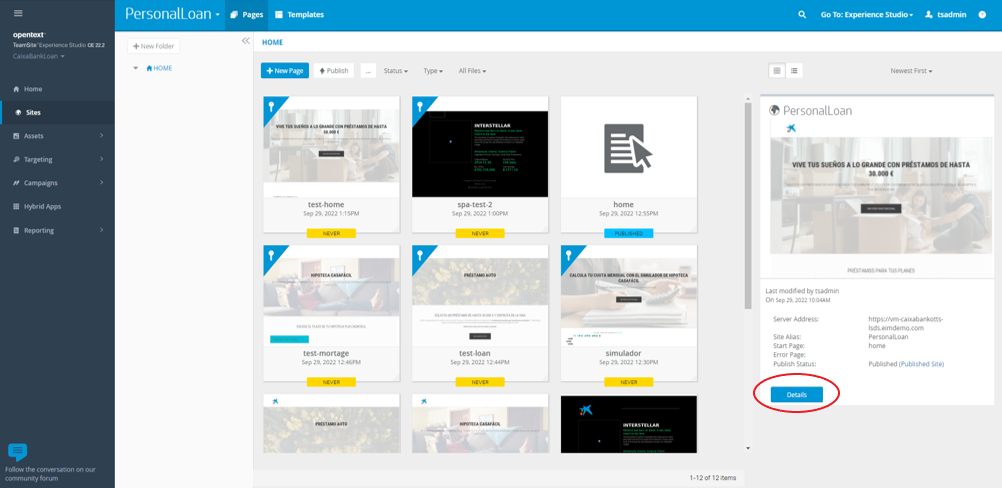 PersonalLoan
Pages
Templates
Go To: Experience Studio
tsadmin
opentext™
TeamSite™ Experience Studio CE 22.2
CaixaBankLoan
Home
Sites
Assets
Targeting
Campaigns
Hybrid Apps
Reporting
Follow the conversation on our
community forum
+ New Folder
HOME
HOME
+ New Page
Publish
...
Status
Type
All Files
Newest First
VIVE TUS SUEÑOS A LO GRANDE CON PRÉSTAMOS DE HASTA
30.000 €
test-home
Sep 29, 2022 1:15PM
NEVER
INTERSTELLAR
spa-test-2
Sep 29, 2022 1:00PM
NEVER
home
Sep 29, 2022 12:55PM
PUBLISHED
HIPOTECA CASAFÁCIL
test-mortage
Sep 29, 2022 12:46PM
NEVER
PRÉSTAMO AUTO
test-loan
Sep 29, 2022 12:44PM
NEVER
CALCULA TU CUOTA MENSUAL CON EL SIMULADOR DE HIPOTECA
CASAFÁCIL
simulador
Sep 29, 2022 12:30PM
NEVER
PRÉSTAMO AUTO
HIPOTECA CASAFÁCIL
INTERSTELLAR
1-12 of 12 items
PersonalLoan
VIVE TUS SUEÑOS A LO GRANDE CON PRÉSTAMOS DE HASTA
30.000 €
PRÉSTAMOS PARA TUS PLANES
Last modified by tsadmin
On Sep 29, 2022 10:04AM
Server Address: https://vm-caixabankotts-
lsds.emdemo.com
Site Alias: PersonalLoan
Start Page: home
Error Page:
Publish Status: Published (Published Site)
Details